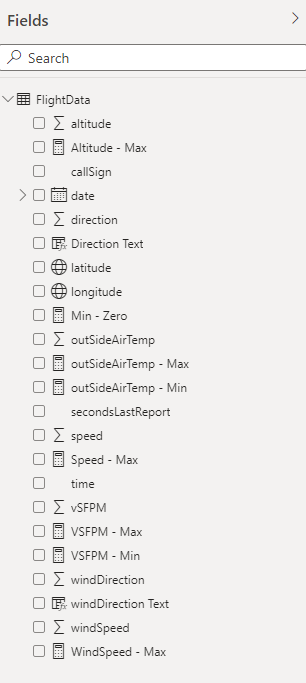 Fields
Search
FlightData
altitude
Altitude - Max
callSign
date
direction
Direction Text
latitude
longitude
Min - Zero
outSideAirTemp
outSideAirTemp - Max
outSideAirTemp - Min
secondsLastReport
speed
Speed - Max
time
vSFPM
VSFPM - Max
VSFPM - Min
windDirection
windDirection Text
windSpeed
WindSpeed - Max